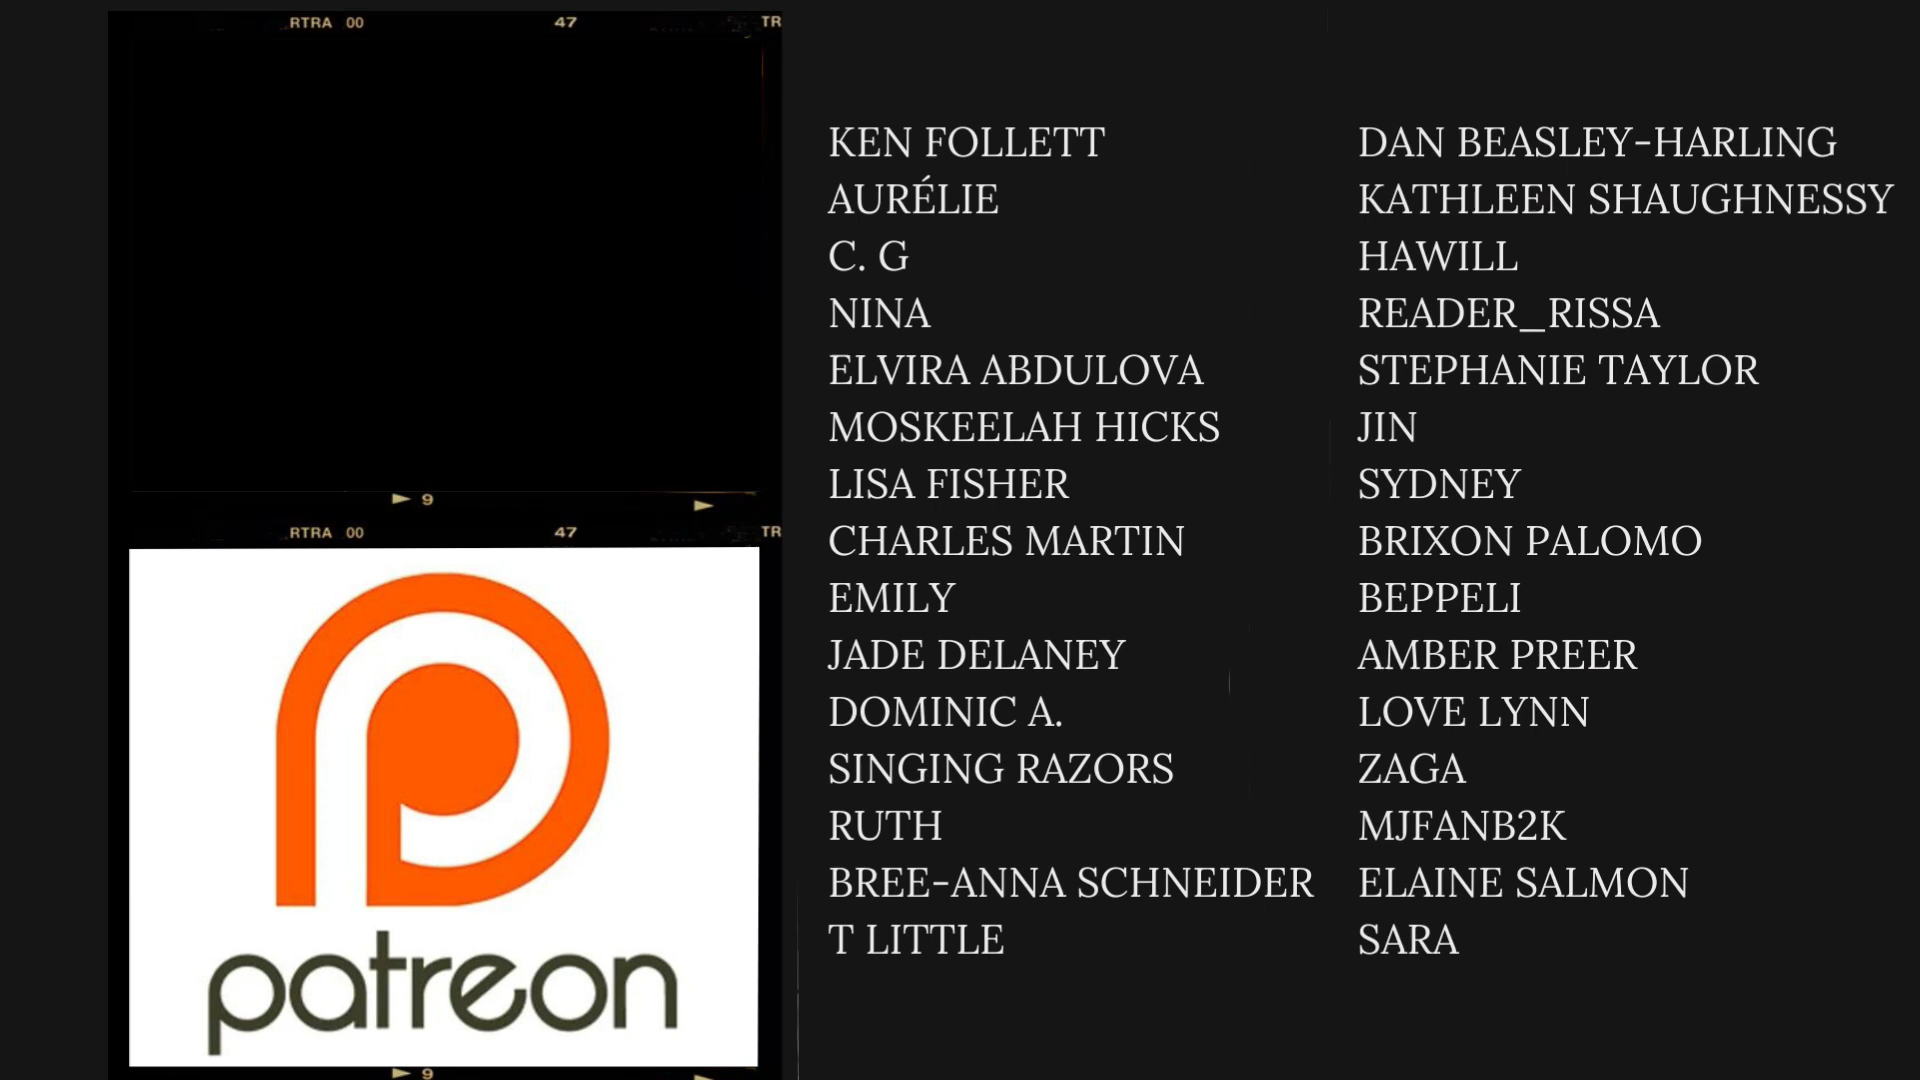 RTRA 00 47 TR
9
RTRA 00 47 TR
patreon
9
KEN FOLLETT
AURÉLIE
C. G
NINA
ELVIRA ABDULOVA
MOSKEELAH HICKS
LISA FISHER
CHARLES MARTIN
EMILY
JADE DELANEY
DOMINIC A.
SINGING RAZORS
RUTH
BREE-ANNA SCHNEIDER
T LITTLE
DAN BEASLEY-HARLING
KATHLEEN SHAUGHNESSY
HAWILL
READER_RISSA
STEPHANIE TAYLOR
JIN
SYDNEY
BRIXON PALOMO
BEPPELI
AMBER PREER
LOVE LYNN
ZAGA
MJFANB2K
ELAINE SALMON
SARA